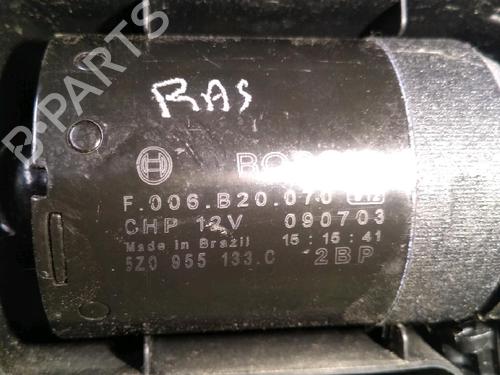 B-PARTS
RAS
BOSCH
F.006.B20.070
CHP 12V 090703
Made in Brazil 15:15:41
5Z0 955 133.C 2BP